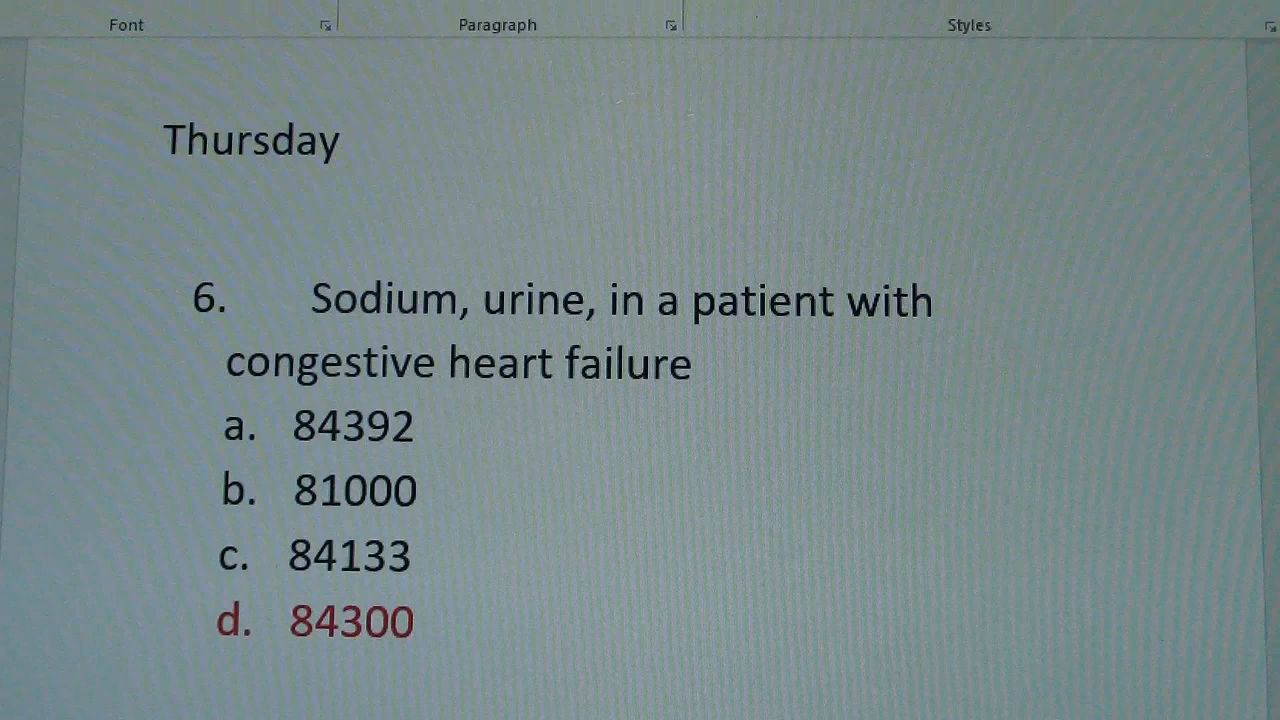 Font Paragraph Styles
Thursday
6. Sodium, urine, in a patient with
congestive heart failure
a. 84392
b. 81000
c. 84133
d. 84300